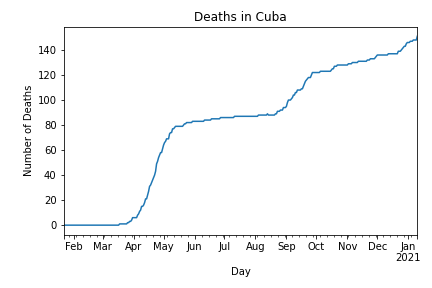 Deaths in Cuba
Number of Deaths
140
120
100
80
60
40
20
0
Feb Mar Apr May Jun Jul Aug Sep Oct Nov Dec Jan
2021
Day